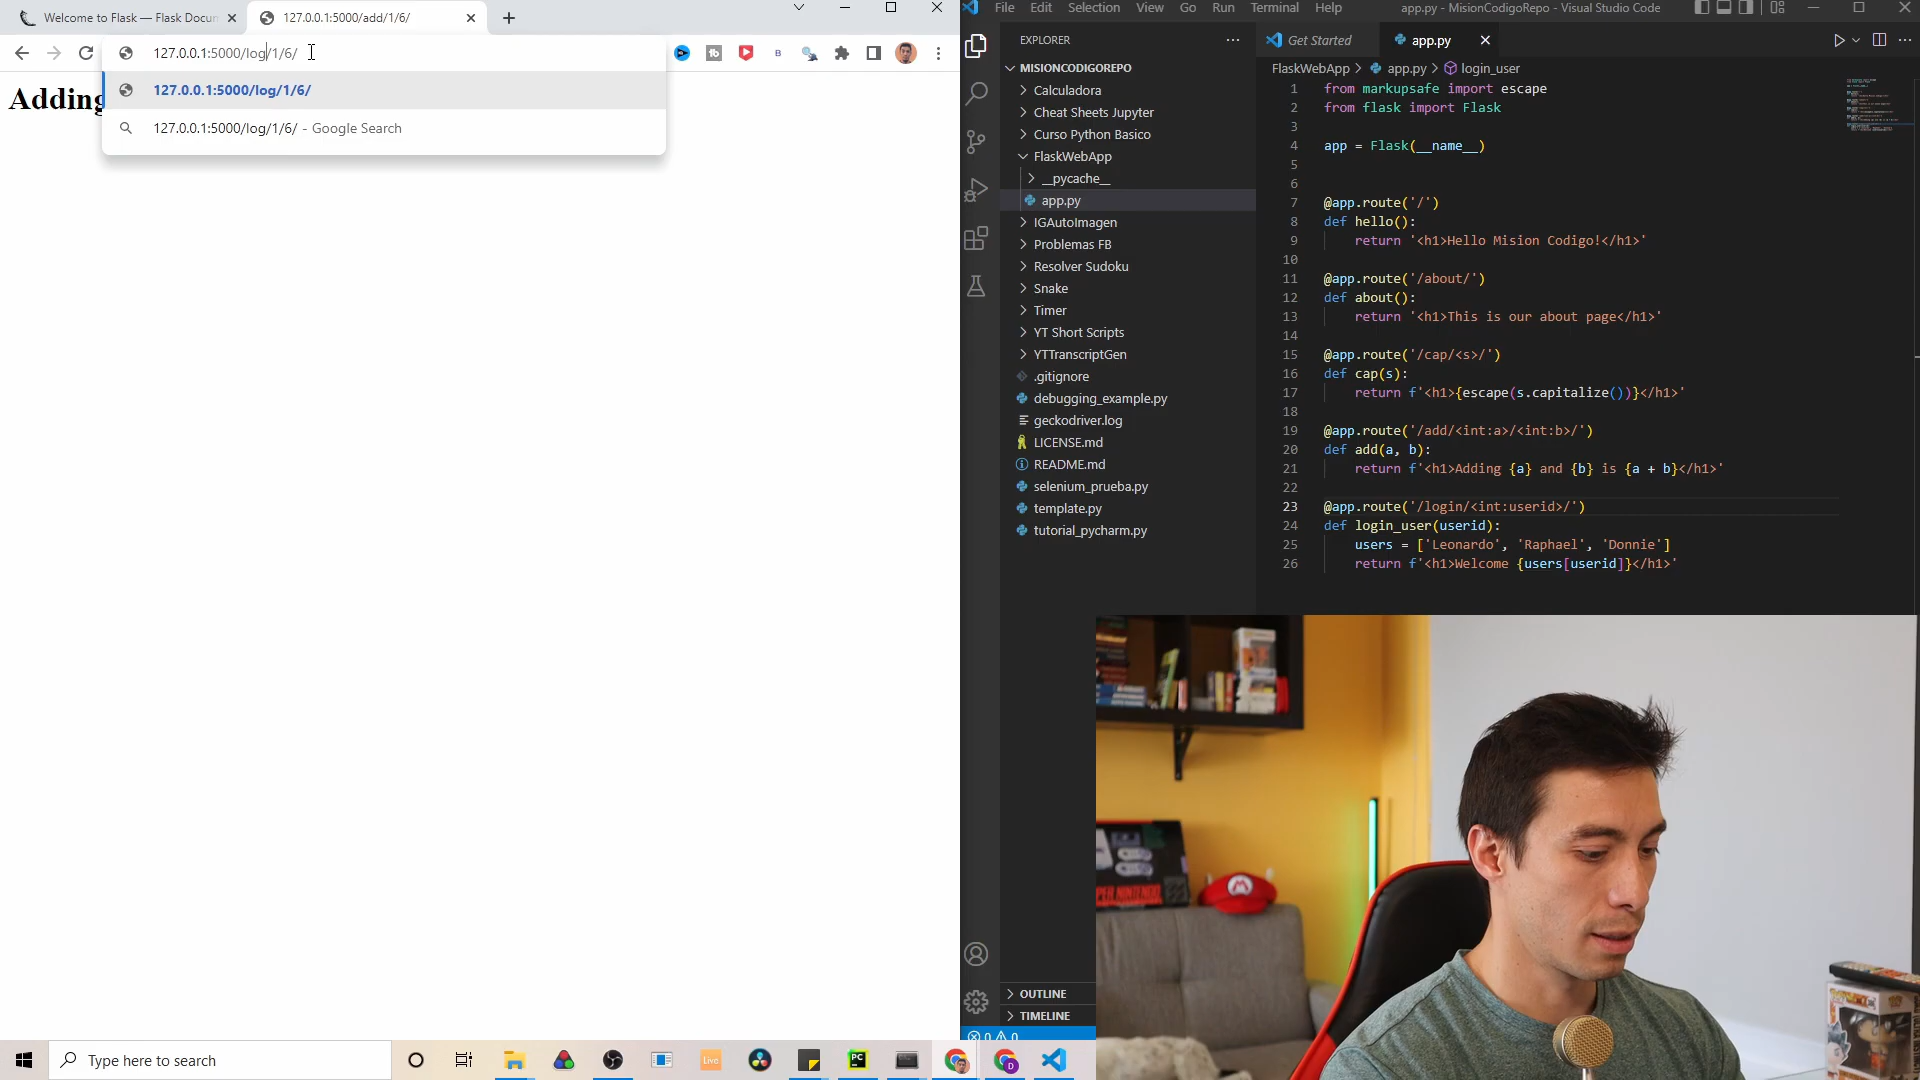 Welcome to Flask — Flask Docum
127.0.0.1:5000/add/1/6/
127.0.0.1:5000/log/1/6/
127.0.0.1:5000/log/1/6/
127.0.0.1:5000/log/1/6/ - Google Search
Adding
File Edit Selection View Go Run Terminal Help
app.py - MisionCodigoRepo - Visual Studio Code
EXPLORER
MISIONCODIGOREPO
Calculadora
Cheat Sheets Jupyter
Curso Python Basico
FlaskWebApp
__pycache__
app.py
IGAutoImagen
Problemas FB
Resolver Sudoku
Snake
Timer
YT Short Scripts
YTTranscriptGen
.gitignore
debugging_example.py
geckodriver.log
LICENSE.md
README.md
selenium_prueba.py
template.py
tutorial_pycharm.py
OUTLINE
TIMELINE
0 0
Get Started
app.py
FlaskWebApp > app.py > login_user
1 from markupsafe import escape
2 from flask import Flask
3
4 app = Flask(__name__)
5
6
7 @app.route('/')
8 def hello():
9 return '<h1>Hello Mision Codigo!</h1>'
10
11 @app.route('/about/')
12 def about():
13 return '<h1>This is our about page</h1>'
14
15 @app.route('/cap/<s>/')
16 def cap(s):
17 return f'<h1>{escape(s.capitalize())}</h1>'
18
19 @app.route('/add/<int:a>/<int:b>/')
20 def add(a, b):
21 return f'<h1>Adding {a} and {b} is {a + b}</h1>'
22
23 @app.route('/login/<int:userid>/')
24 def login_user(userid):
25 users = ['Leonardo', 'Raphael', 'Donnie']
26 return f'<h1>Welcome {users[userid]}</h1>'
SUPER NINTENDO
M
Type here to search
Live
PC
D